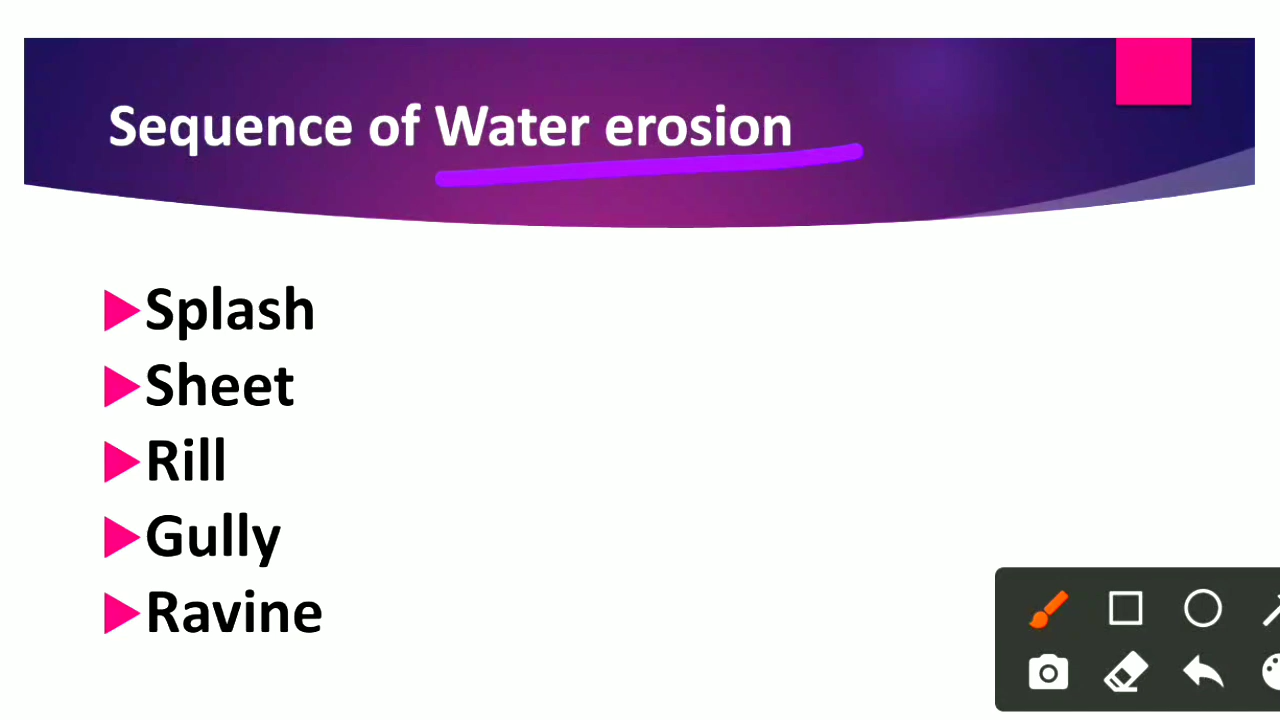 Sequence of Water erosion
Splash
Sheet
Rill
Gully
Ravine